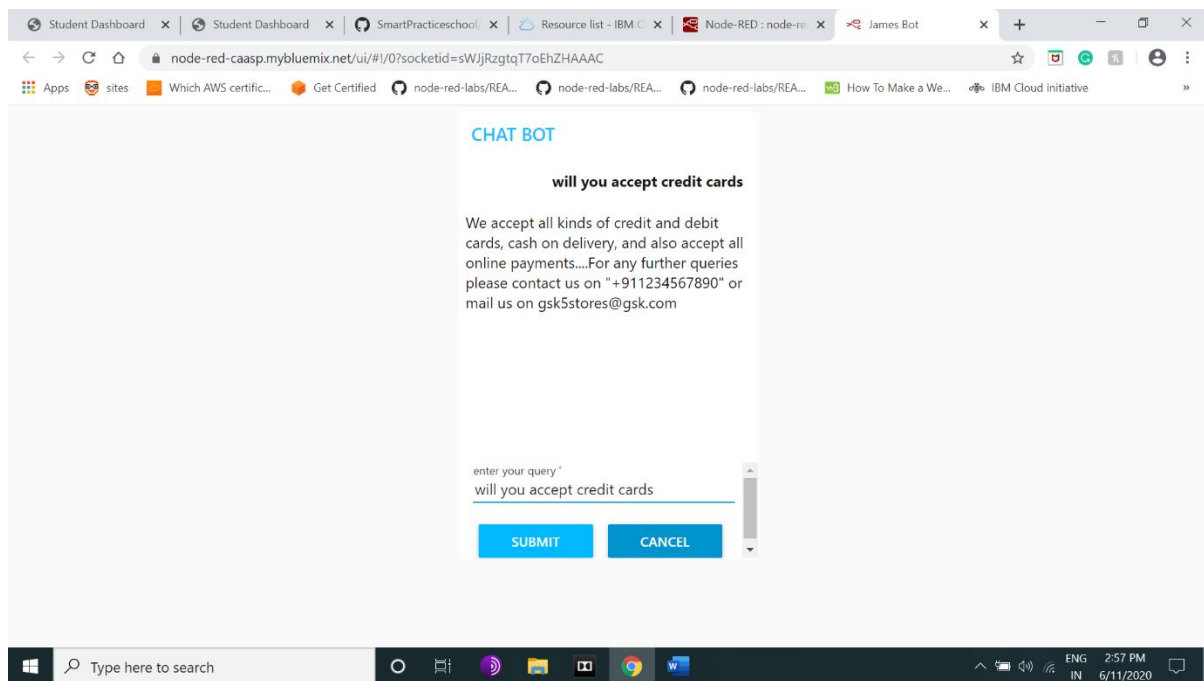 Student Dashboard
Student Dashboard
SmartPracticeschool/
Resource list - IBM C
Node-RED : node-re
James Bot
node-red-caasp.mybluemix.net/ui/#!/0?socketid=sWJjRzgtqT7oEhZHAAAC
Apps
sites
Which AWS certific...
Get Certified
node-red-labs/REA...
node-red-labs/REA...
node-red-labs/REA...
How To Make a We...
IBM Cloud initiative
CHAT BOT
will you accept credit cards
We accept all kinds of credit and debit
cards, cash on delivery, and also accept all
online payments....For any further queries
please contact us on "+911234567890" or
mail us on gsk5stores@gsk.com
enter your query *
will you accept credit cards
SUBMIT
CANCEL
Type here to search
ENG
IN
2:57 PM
6/11/2020